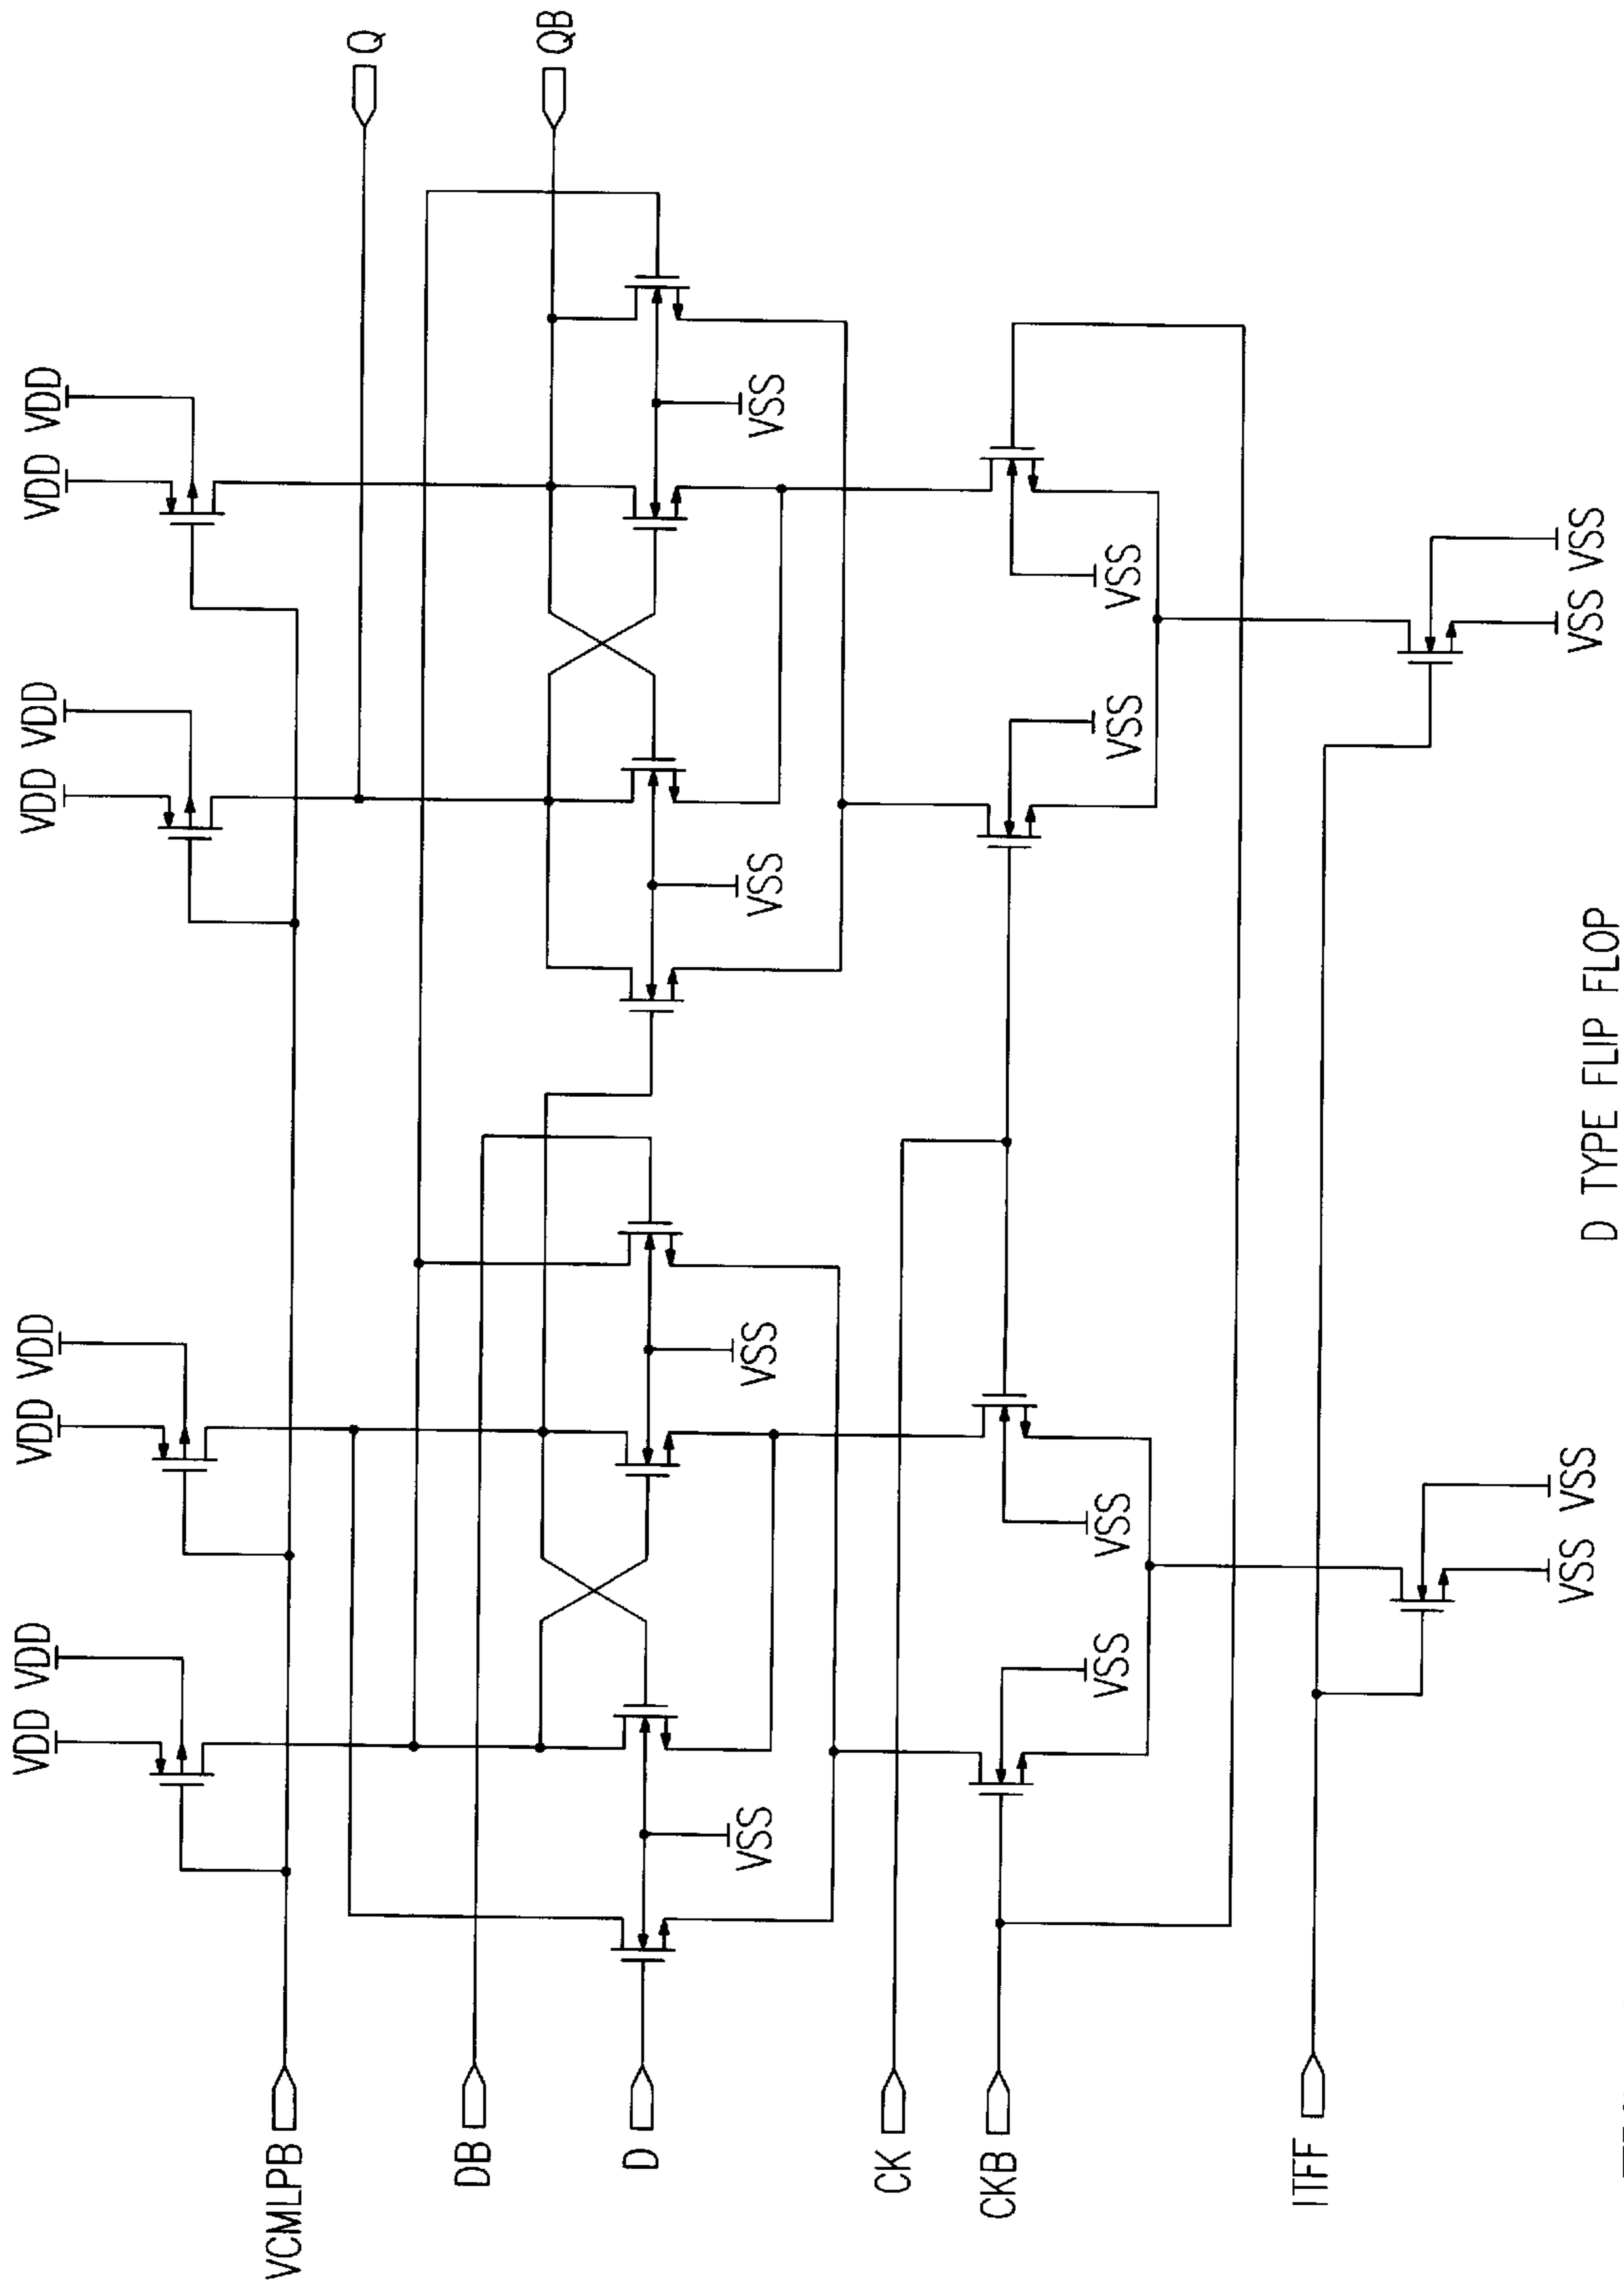 VDD VDD
VDD VDD
VDD VDD
VDD VDD
VCMLPB
Q
DB
QB
D
VSS
VSS
VSS
VSS
CK
CKB
VSS
VSS
VSS
VSS
ITFF
VSS VSS
VSS VSS
D TYPE FLIP FLOP